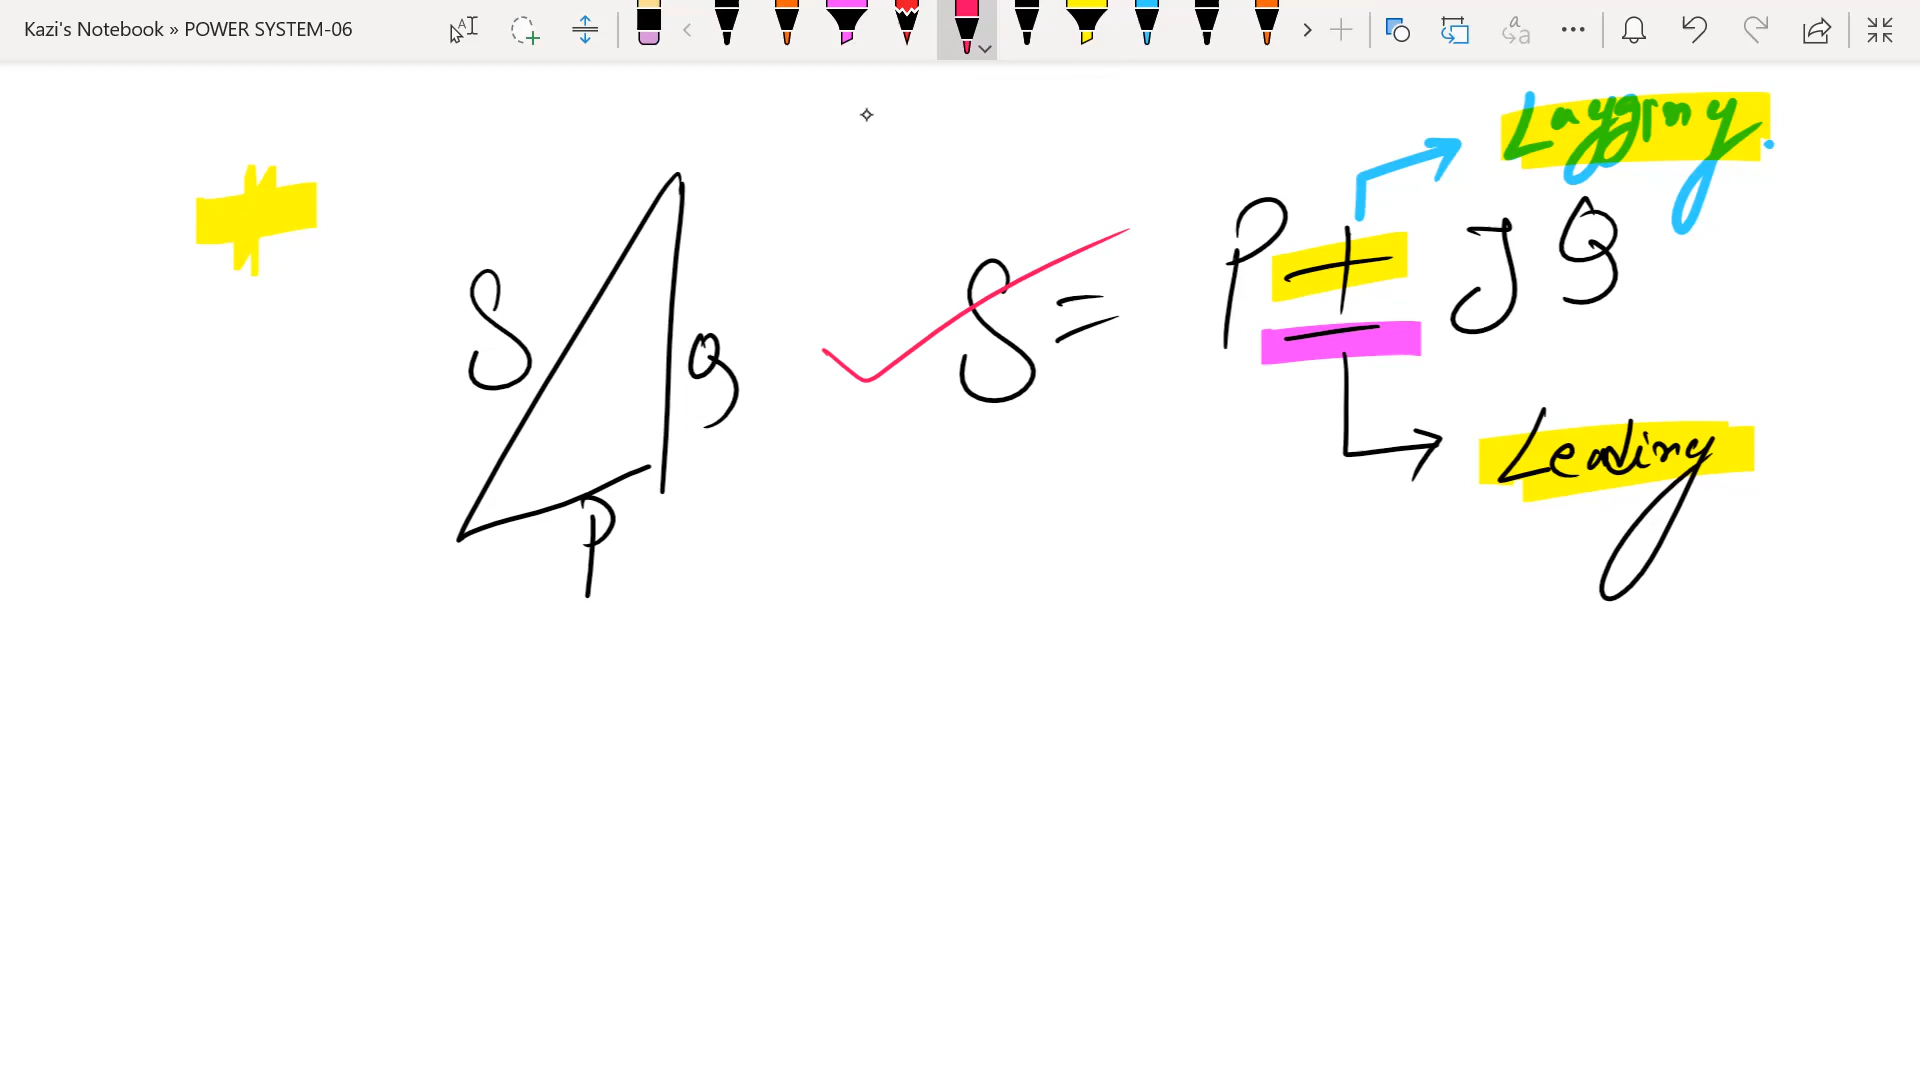 Kazi's Notebook » POWER SYSTEM-06
Lagging.
S
Q
P
S = P ± jQ
Leading